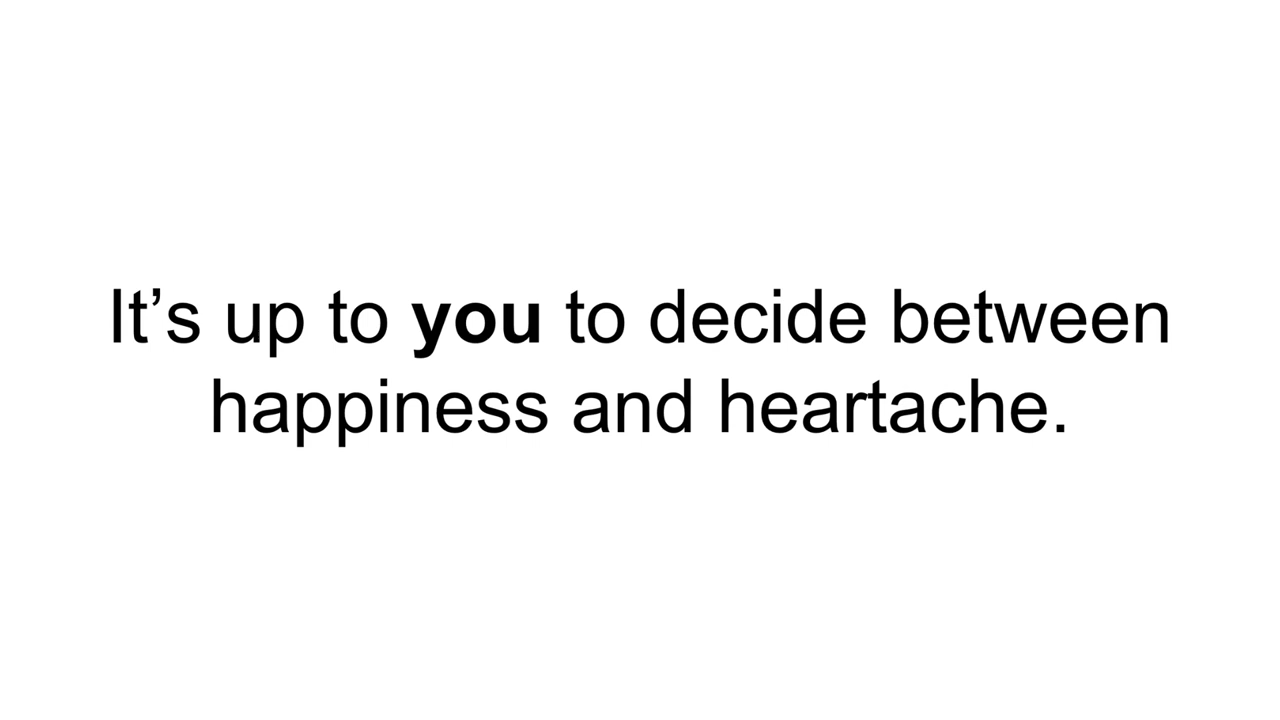 It’s up to you to decide between
happiness and heartache.